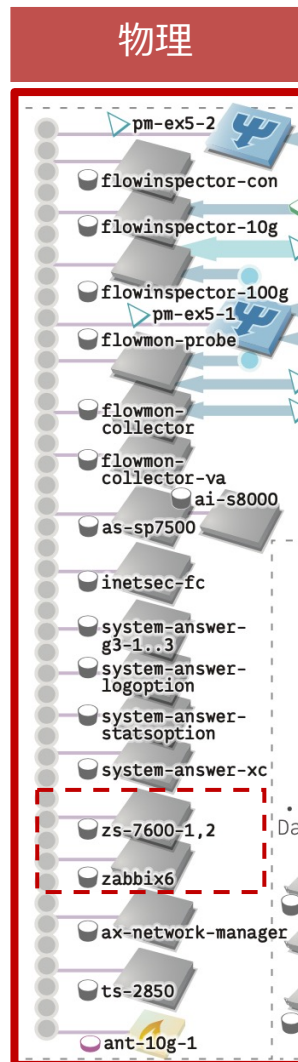 物理
pm-ex5-2
flowinspector-con
flowinspector-10g
flowinspector-100g
pm-ex5-1
flowmon-probe
flowmon-
collector
flowmon-
collector-va
ai-s8000
as-sp7500
inetsec-fc
system-answer-
g3-1..3
system-answer-
logoption
system-answer-
statsoption
system-answer-xc
zs-7600-1,2
Da
zabbix6
ax-network-manager
ts-2850
ant-10g-1